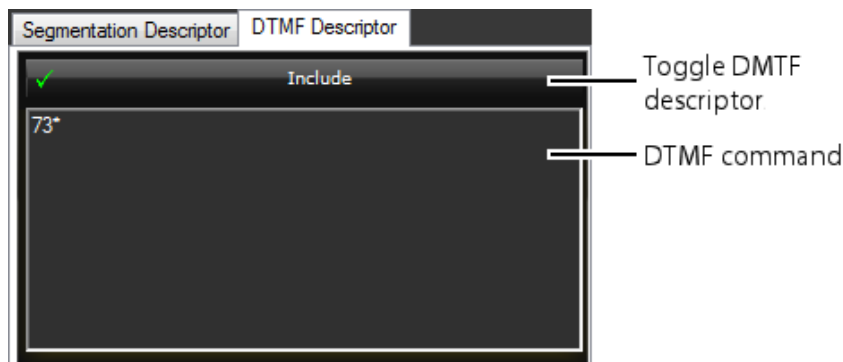 Segmentation Descriptor DTMF Descriptor
Include
Toggle DMTF
descriptor
73*
DTMF command